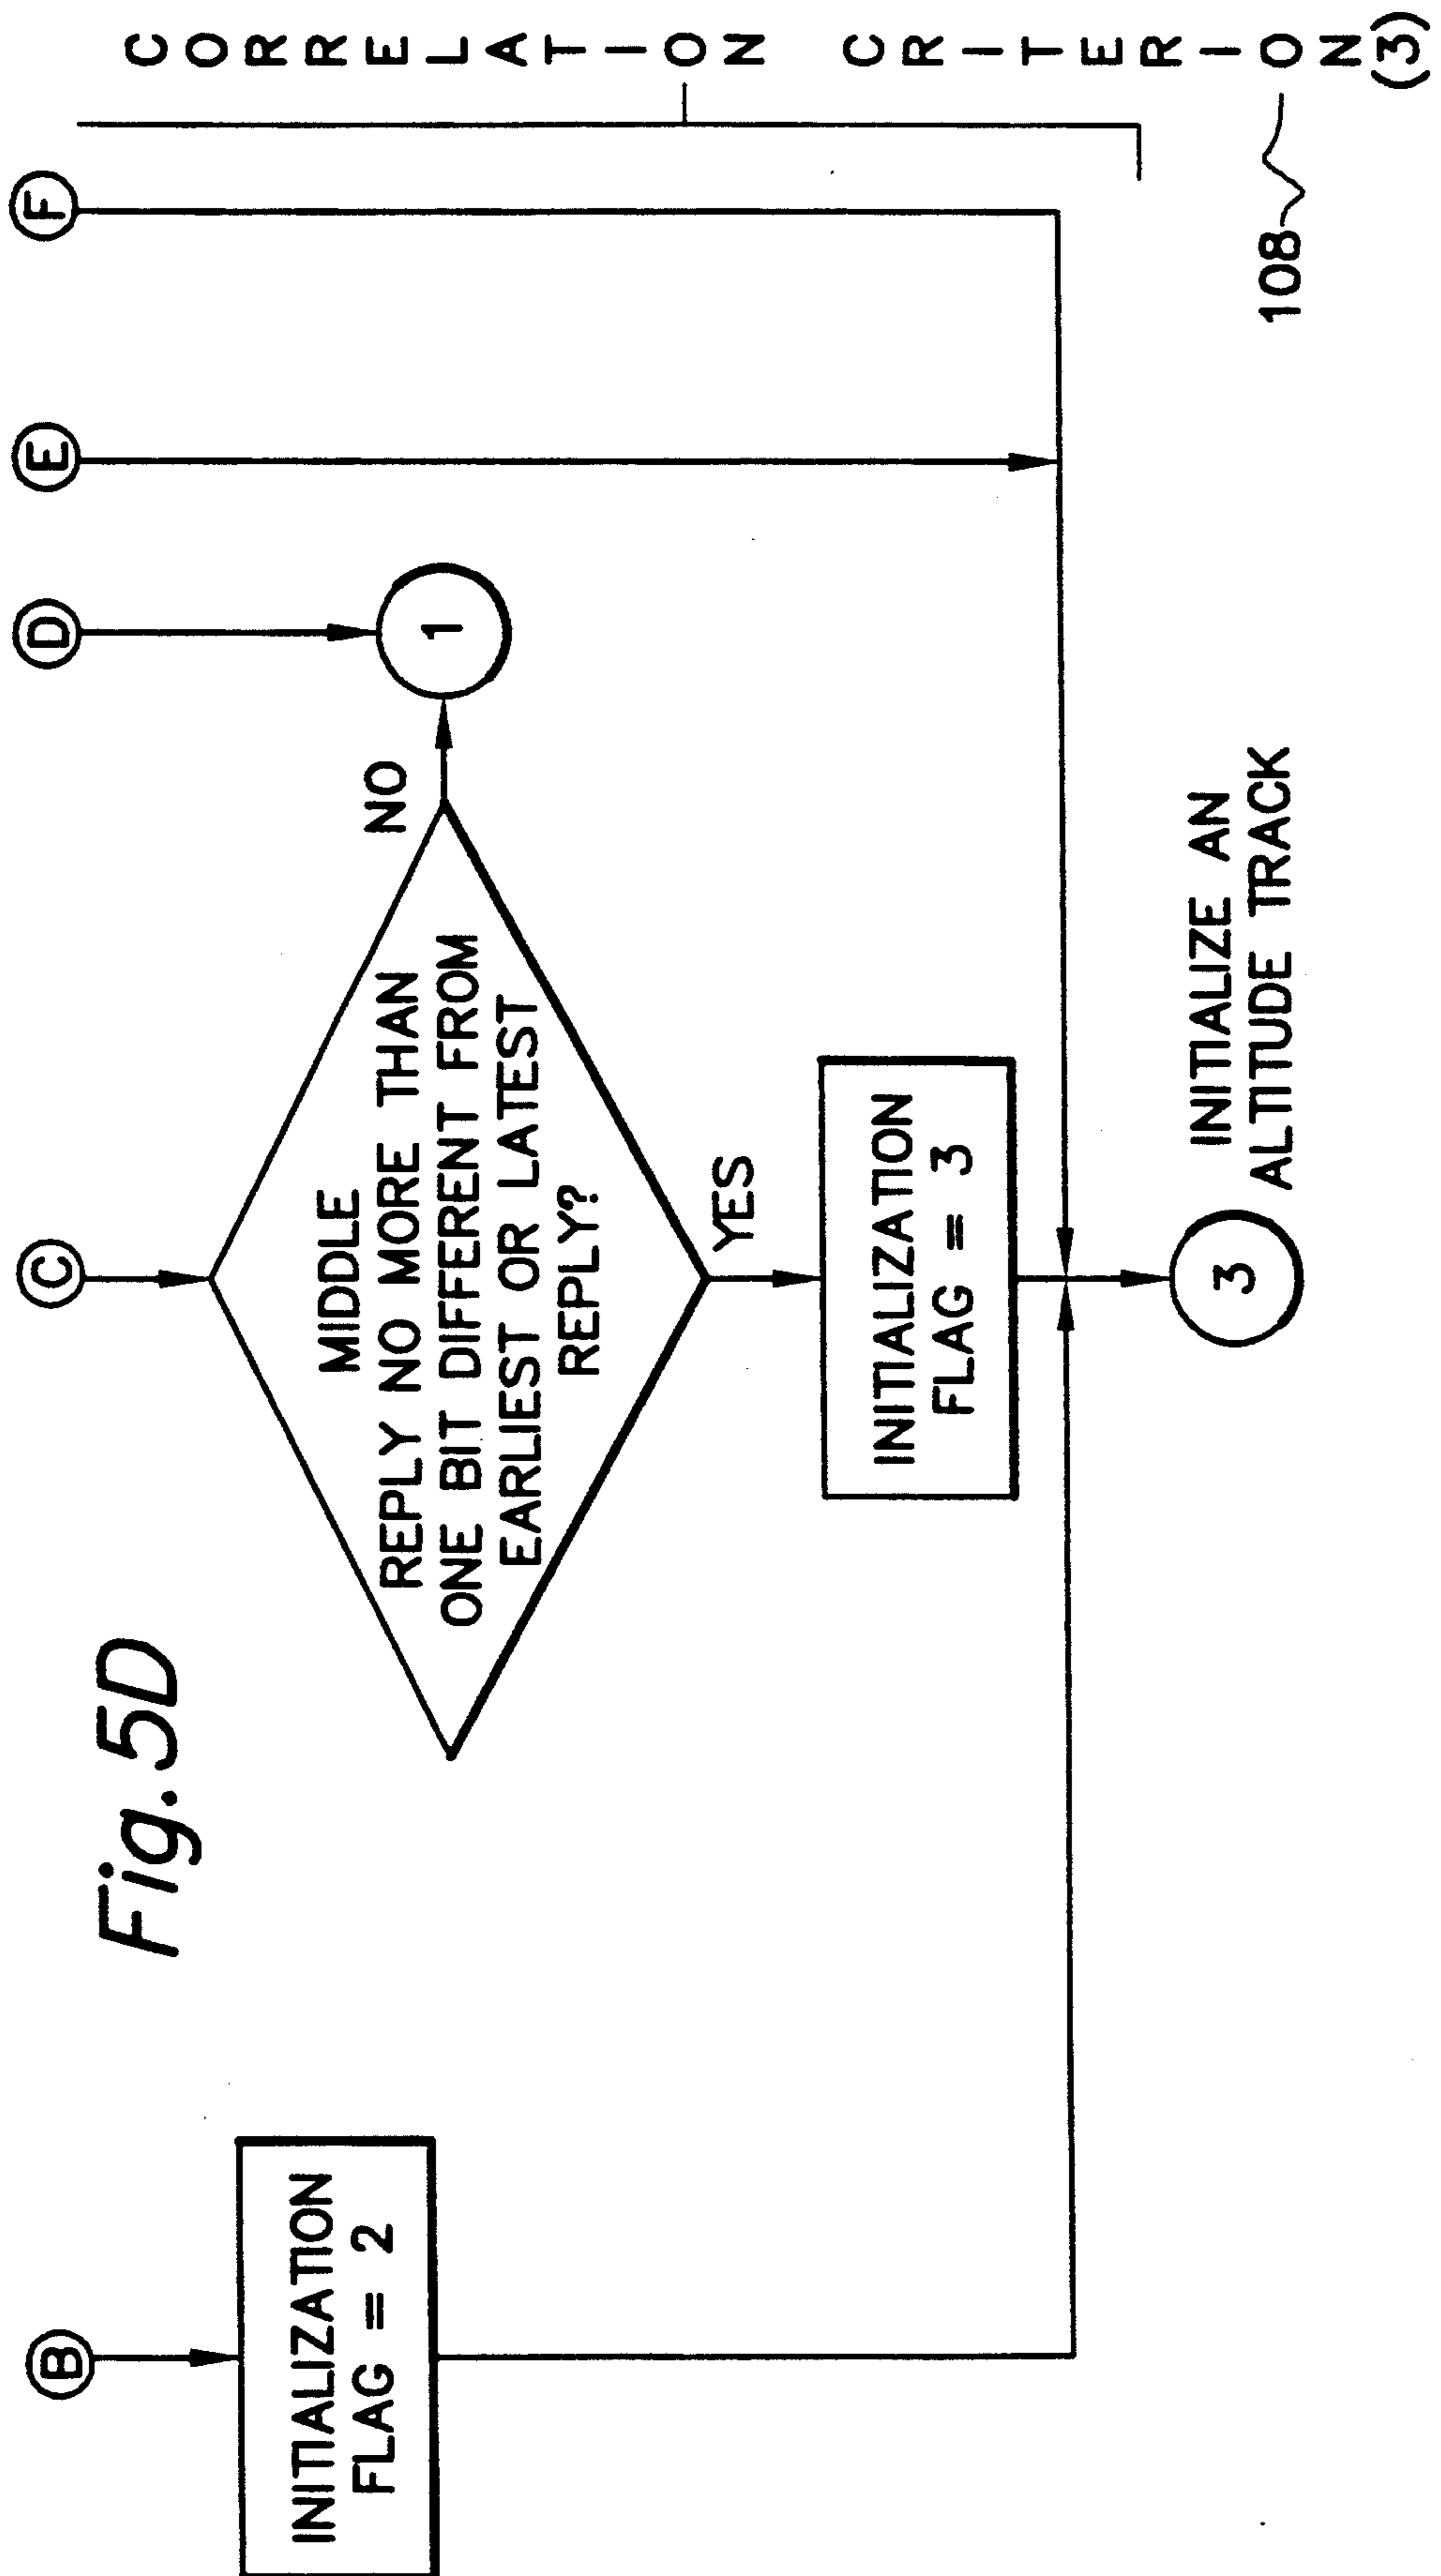 Fig. 5D
B
C
D
E
F
INITIALIZATION
FLAG = 2
MIDDLE
REPLY NO MORE THAN
ONE BIT DIFFERENT FROM
EARLIEST OR LATEST
REPLY?
NO
1
YES
INITIALIZATION
FLAG = 3
3
INITIALIZE AN
ALTITUDE TRACK
CORRELATION CRITERION (3)
108